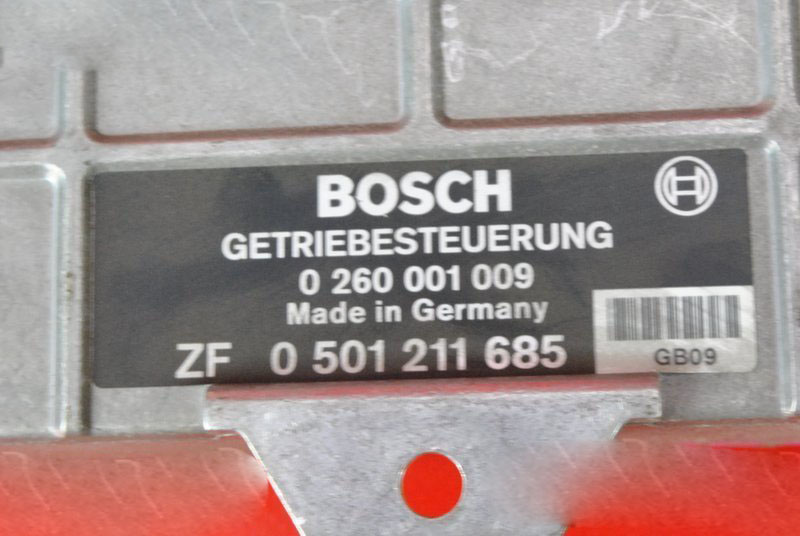 BOSCH
GETRIEBESTEUERUNG
0 260 001 009
Made in Germany
ZF 0 501 211 685
GB09